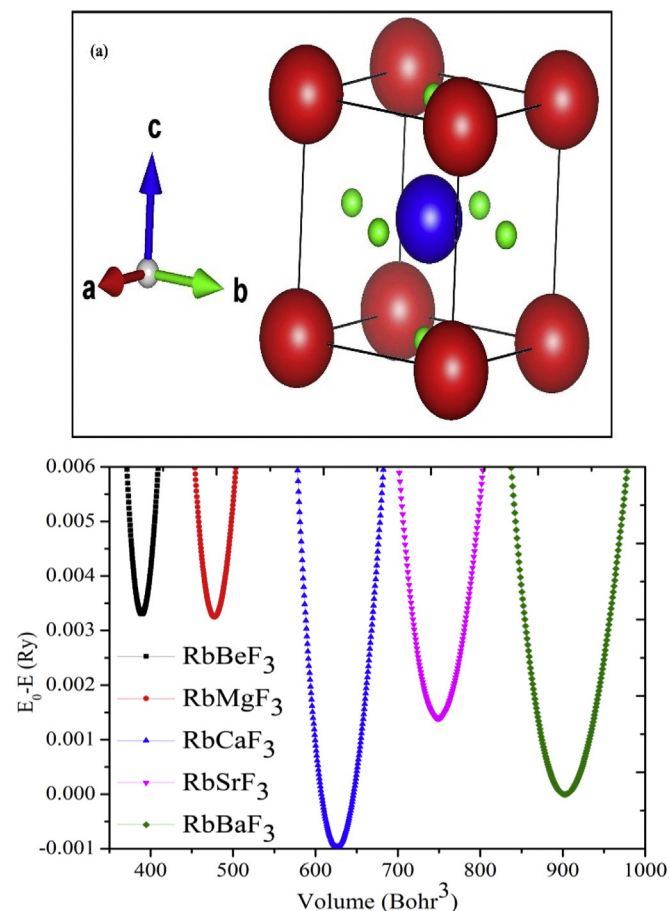 (a)
c
a
b
0.006
0.005
0.004
0.003
0.002
0.001
0.000
-0.001
E₀-E (Ry)
RbBeF₃
RbMgF₃
RbCaF₃
RbSrF₃
RbBaF₃
400 500 600 700 800 900 1000
Volume (Bohr³)